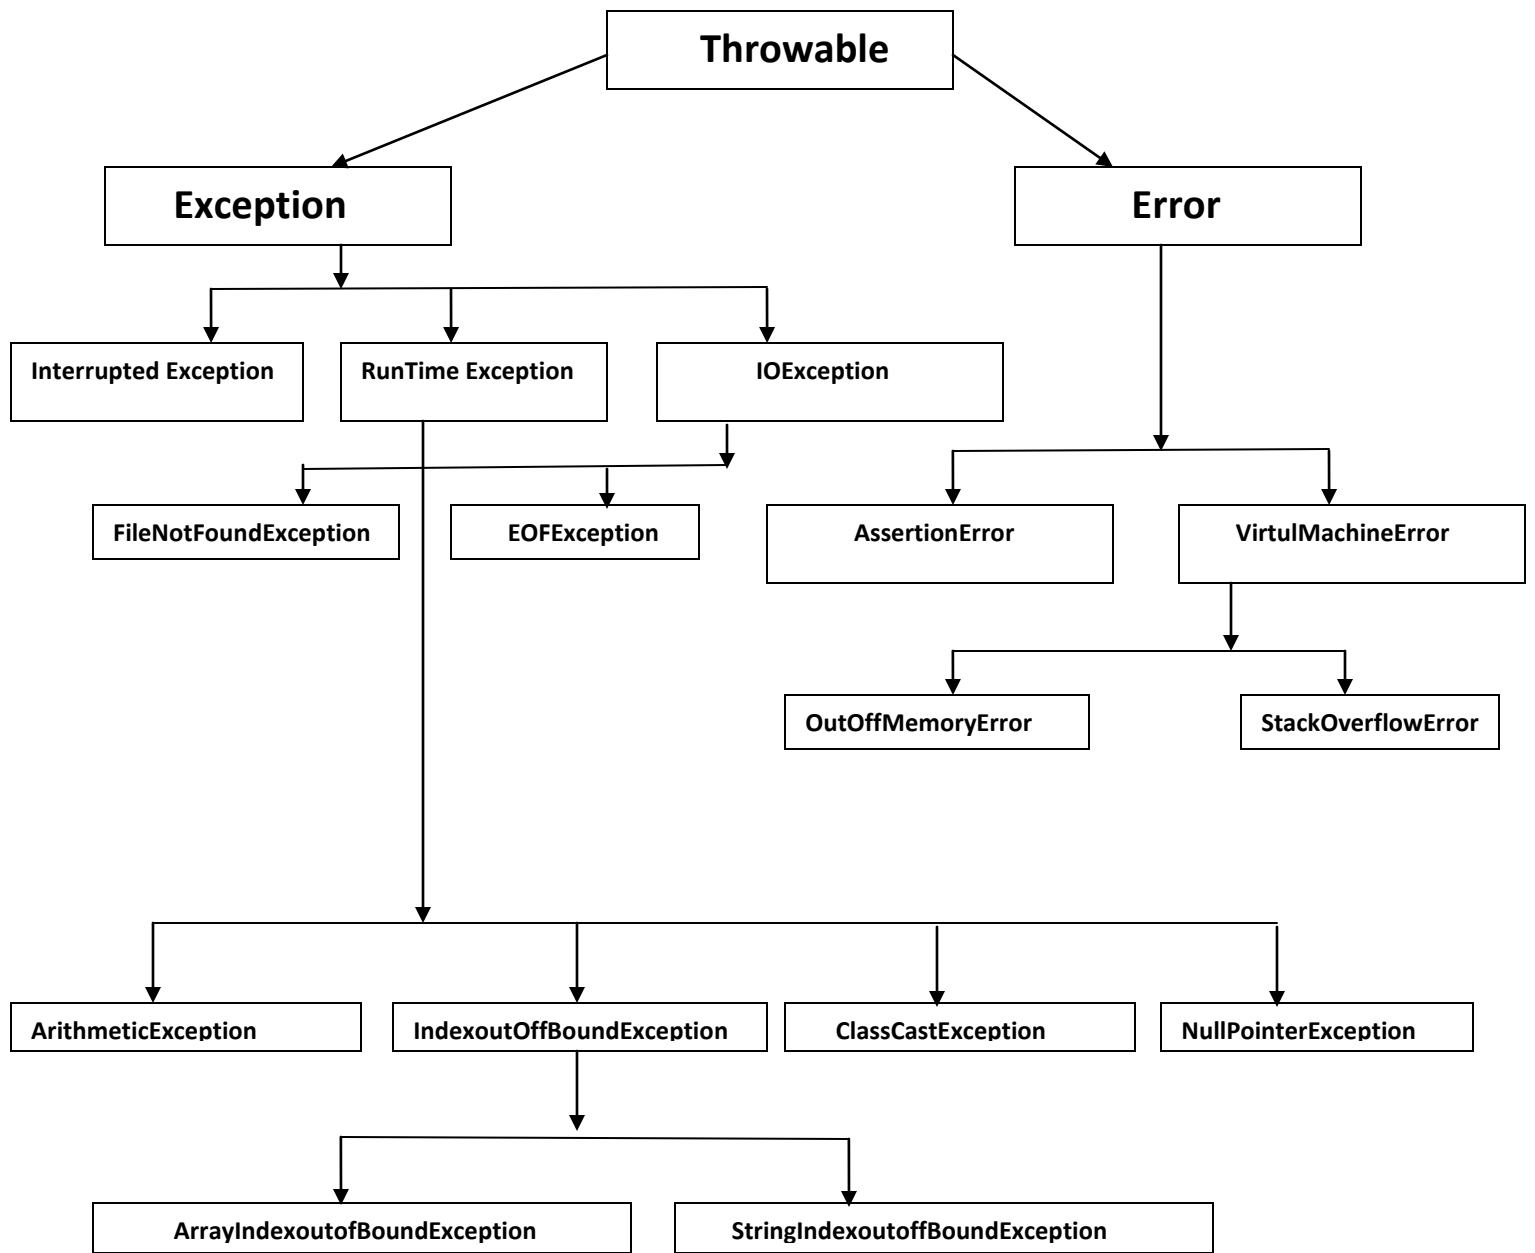 Throwable
Exception
Error
Interrupted Exception
RunTime Exception
IOException
FileNotFoundException
EOFException
AssertionError
VirtulMachineError
OutOffMemoryError
StackOverflowError
ArithmeticException
IndexoutOffBoundException
ClassCastException
NullPointerException
ArrayIndexoutofBoundException
StringIndexoutoffBoundException